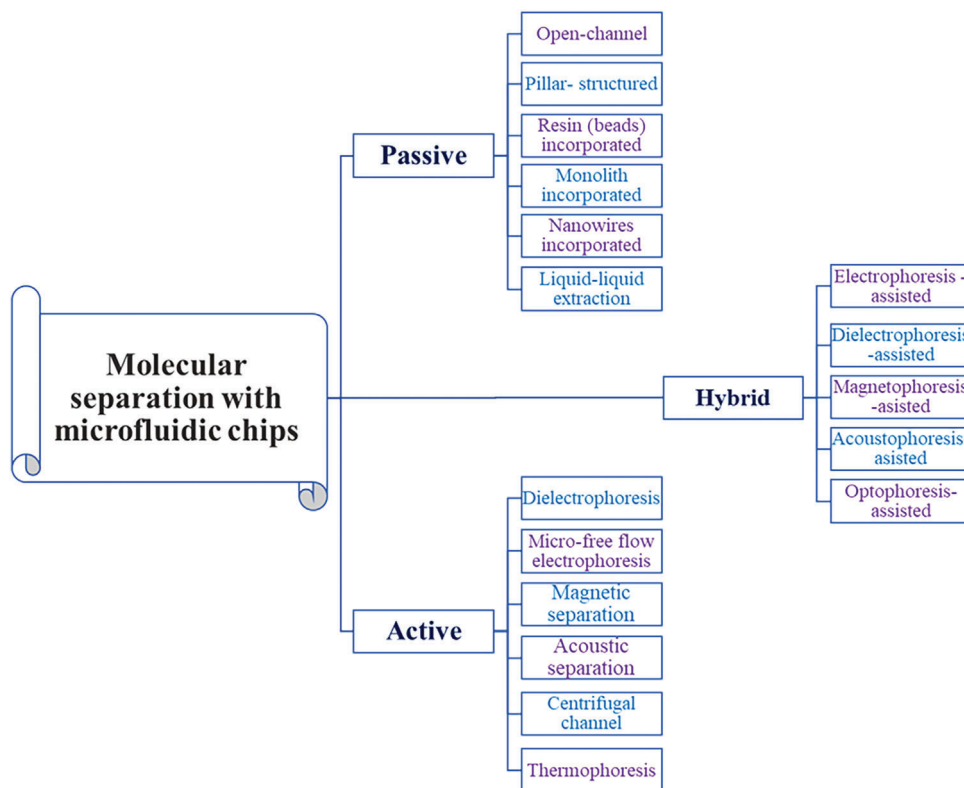 Molecular
separation with
microfluidic chips
Passive
Open-channel
Pillar- structured
Resin (beads)
incorporated
Monolith
incorporated
Nanowires
incorporated
Liquid-liquid
extraction
Hybrid
Electrophoresis -
assisted
Dielectrophoresis
-assisted
Magnetophoresis
-asisted
Acoustophoresis
asisted
Optophoresis-
assisted
Active
Dielectrophoresis
Micro-free flow
electrophoresis
Magnetic
separation
Acoustic
separation
Centrifugal
channel
Thermophoresis